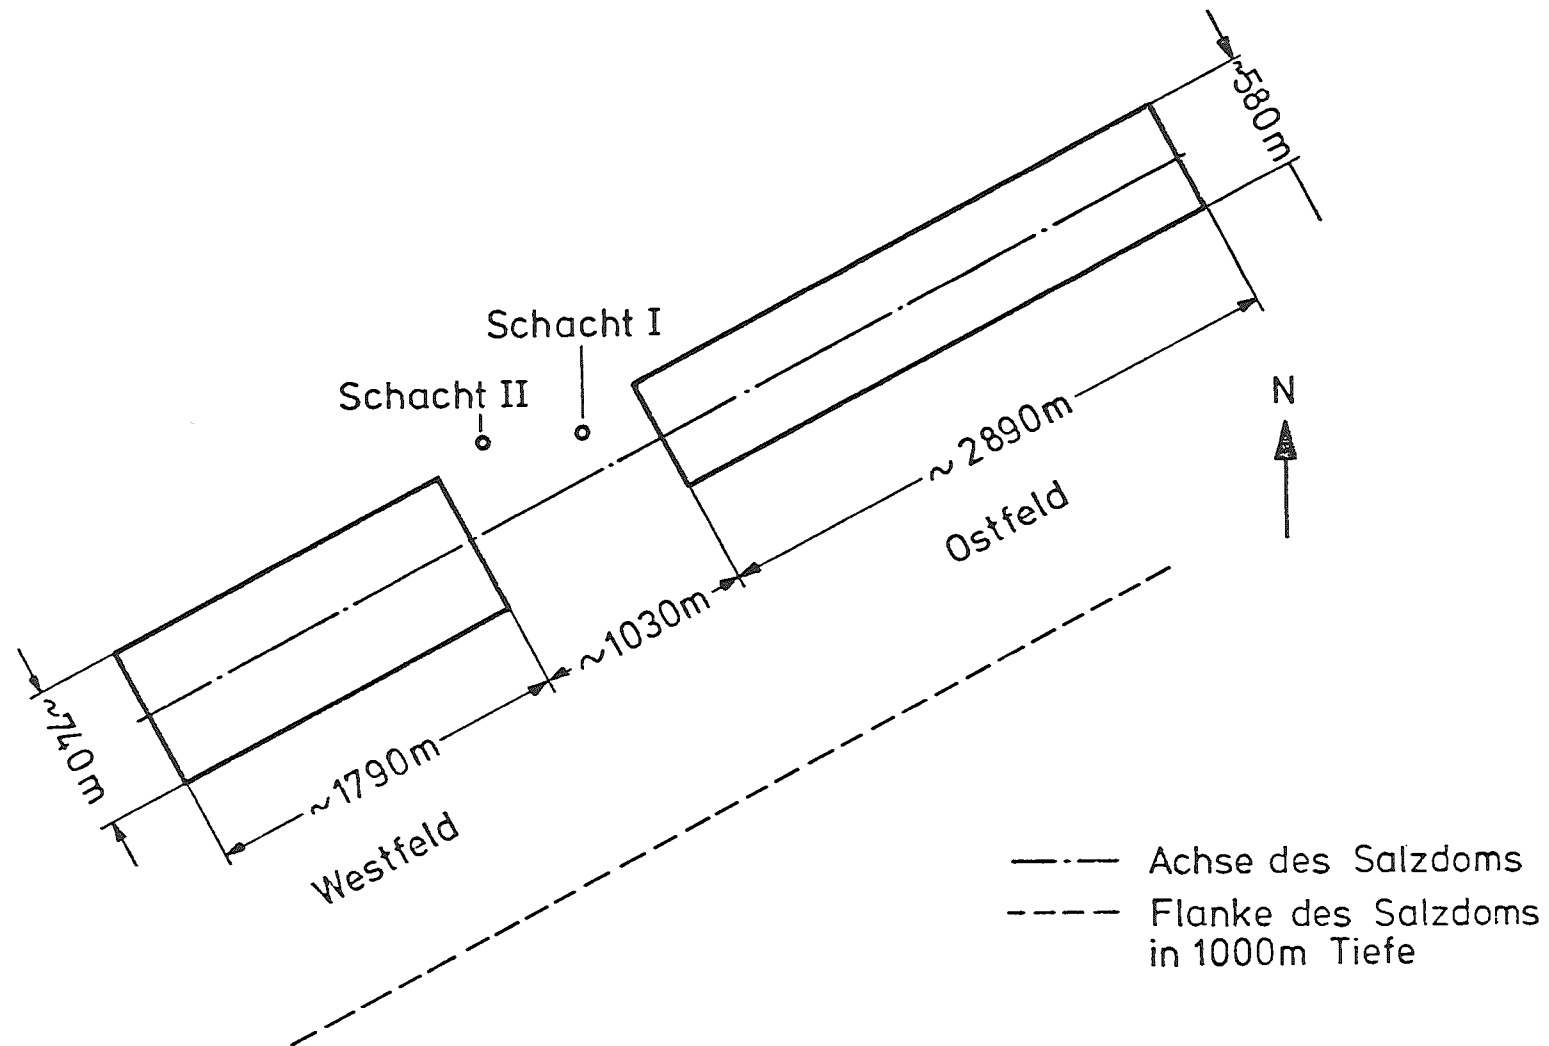 ~580m
Schacht I
Schacht II
N
~ 2890m
Ostfeld
~1030m
~740m
~1790m
Westfeld
Achse des Salzdoms
Flanke des Salzdoms
in 1000m Tiefe